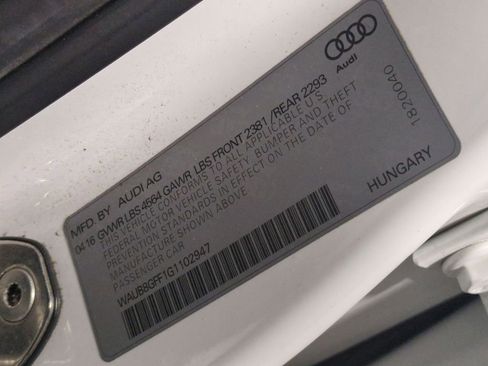 Audi
MFD. BY AUDI AG
04 16 GVWR LBS 4564 GAWR LBS FRONT 2381 / REAR 2293
THIS VEHICLE CONFORMS TO ALL APPLICABLE U.S.
FEDERAL MOTOR VEHICLE SAFETY, BUMPER AND THEFT
PREVENTION STANDARDS IN EFFECT ON THE DATE OF
MANUFACTURE SHOWN ABOVE
PASSENGER CAR
1820040
WAUB8GFF1G1102947
HUNGARY